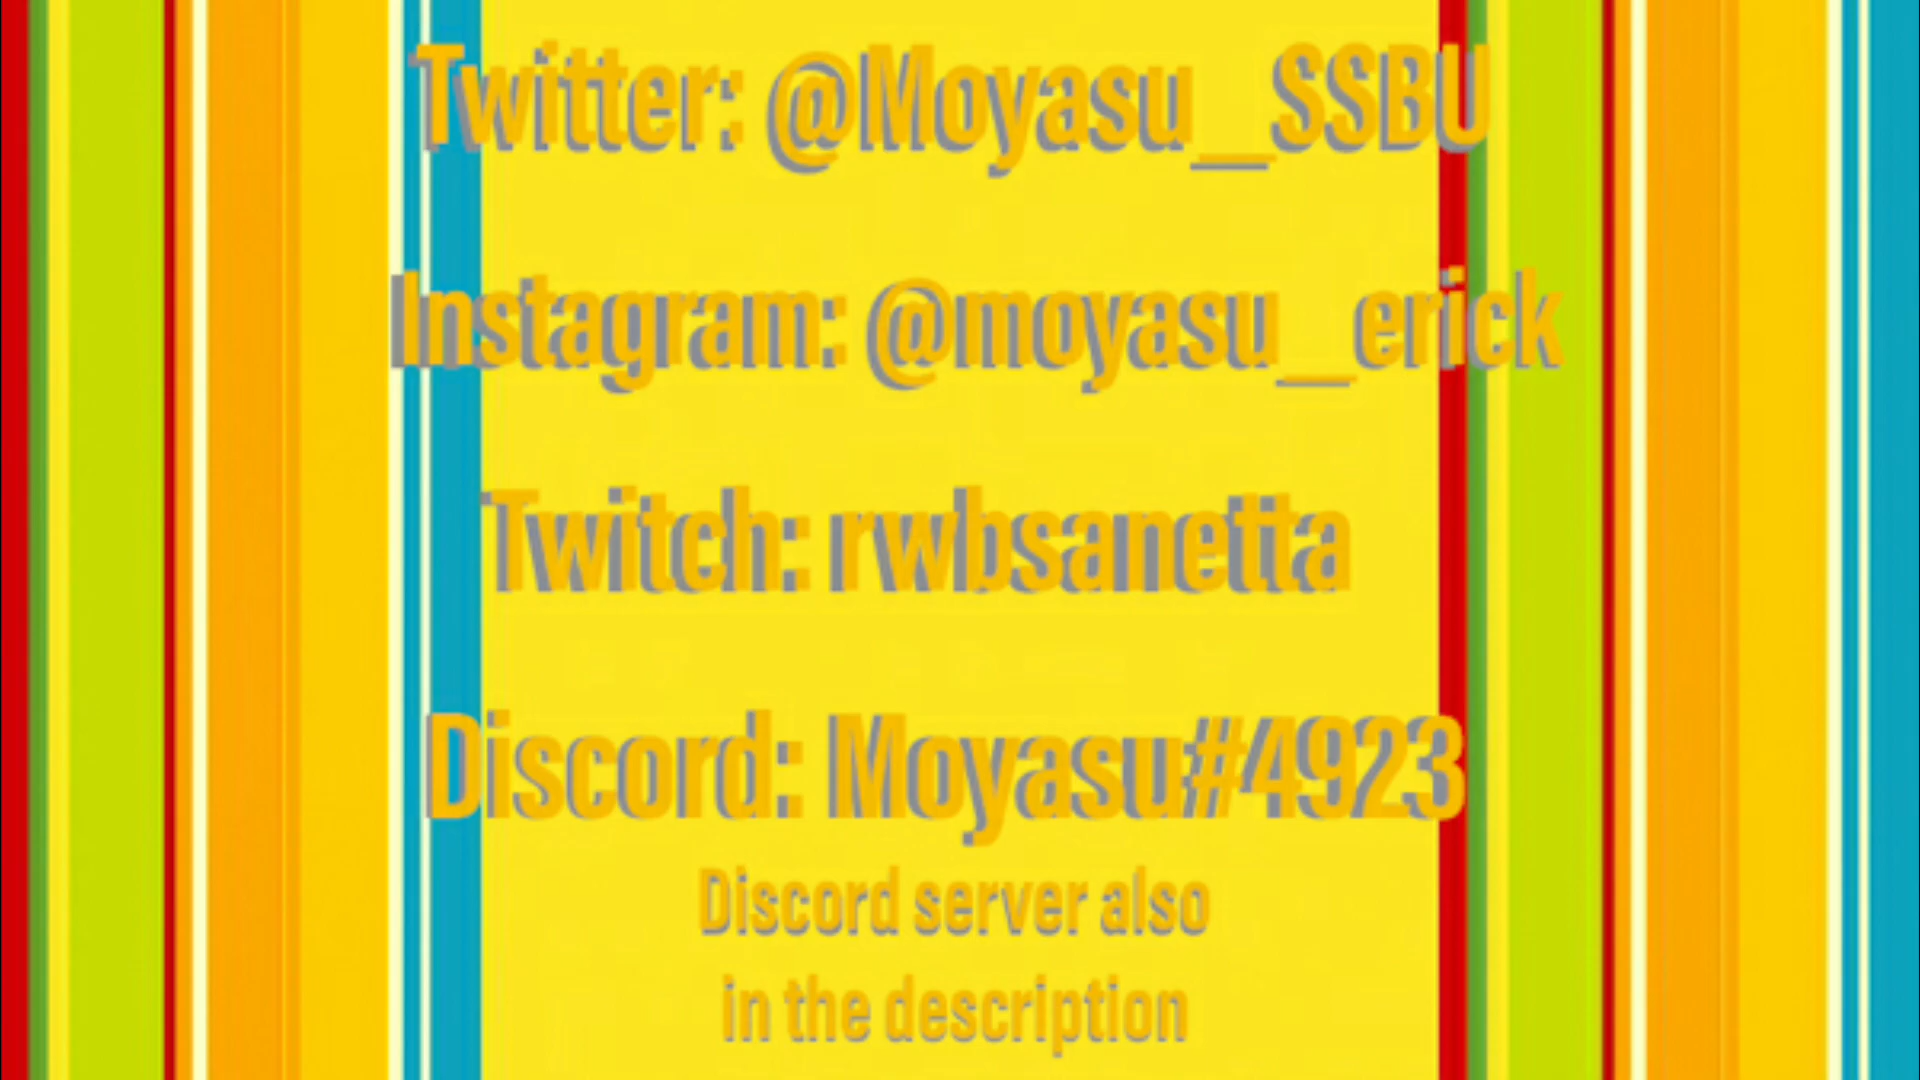 Twitter: @Moyasu_SSBU
Instagram: @moyasu_erick
Twitch: rwbsanetta
Discord: Moyasu#4923
Discord server also
in the description